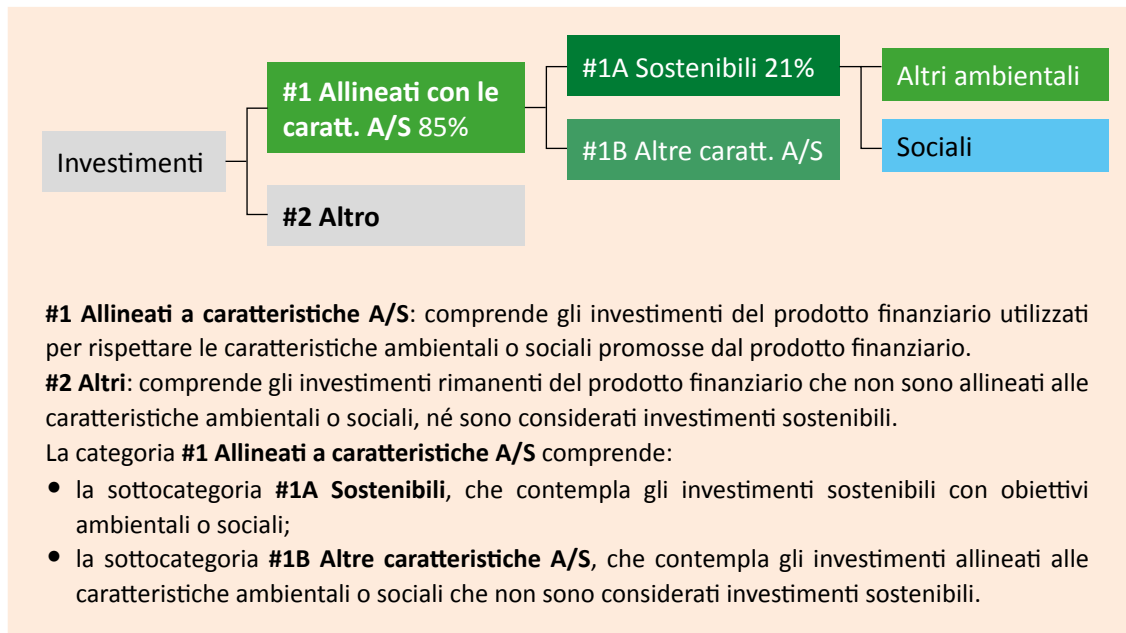 Investimenti
#1 Allineati con le
caratt. A/S 85%
#2 Altro
#1A Sostenibili 21%
#1B Altre caratt. A/S
Altri ambientali
Sociali
#1 Allineati a caratteristiche A/S: comprende gli investimenti del prodotto finanziario utilizzati
per rispettare le caratteristiche ambientali o sociali promosse dal prodotto finanziario.
#2 Altri: comprende gli investimenti rimanenti del prodotto finanziario che non sono allineati alle
caratteristiche ambientali o sociali, né sono considerati investimenti sostenibili.
La categoria #1 Allineati a caratteristiche A/S comprende:
• la sottocategoria #1A Sostenibili, che contempla gli investimenti sostenibili con obiettivi
ambientali o sociali;
• la sottocategoria #1B Altre caratteristiche A/S, che contempla gli investimenti allineati alle
caratteristiche ambientali o sociali che non sono considerati investimenti sostenibili.